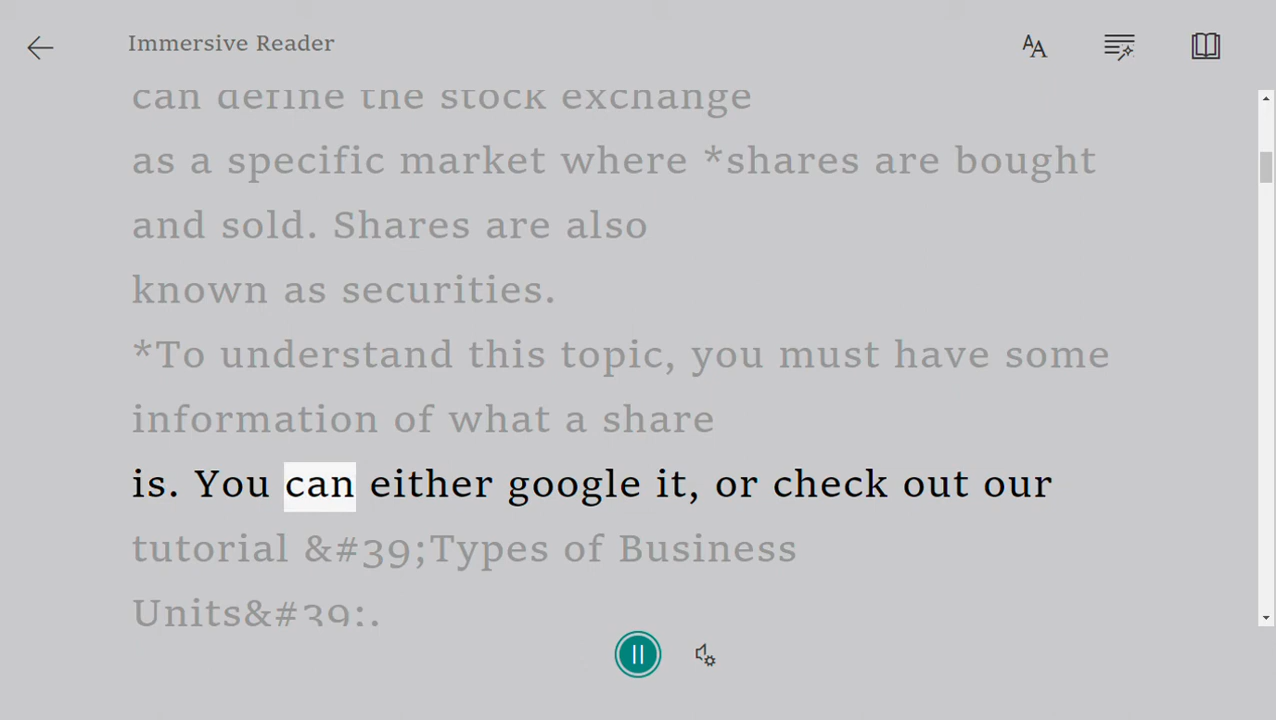 Immersive Reader
can define the stock exchange
as a specific market where *shares are bought
and sold. Shares are also
known as securities.
*To understand this topic, you must have some
information of what a share
is. You can either google it, or check out our
tutorial &#39;Types of Business
Units&#39;.